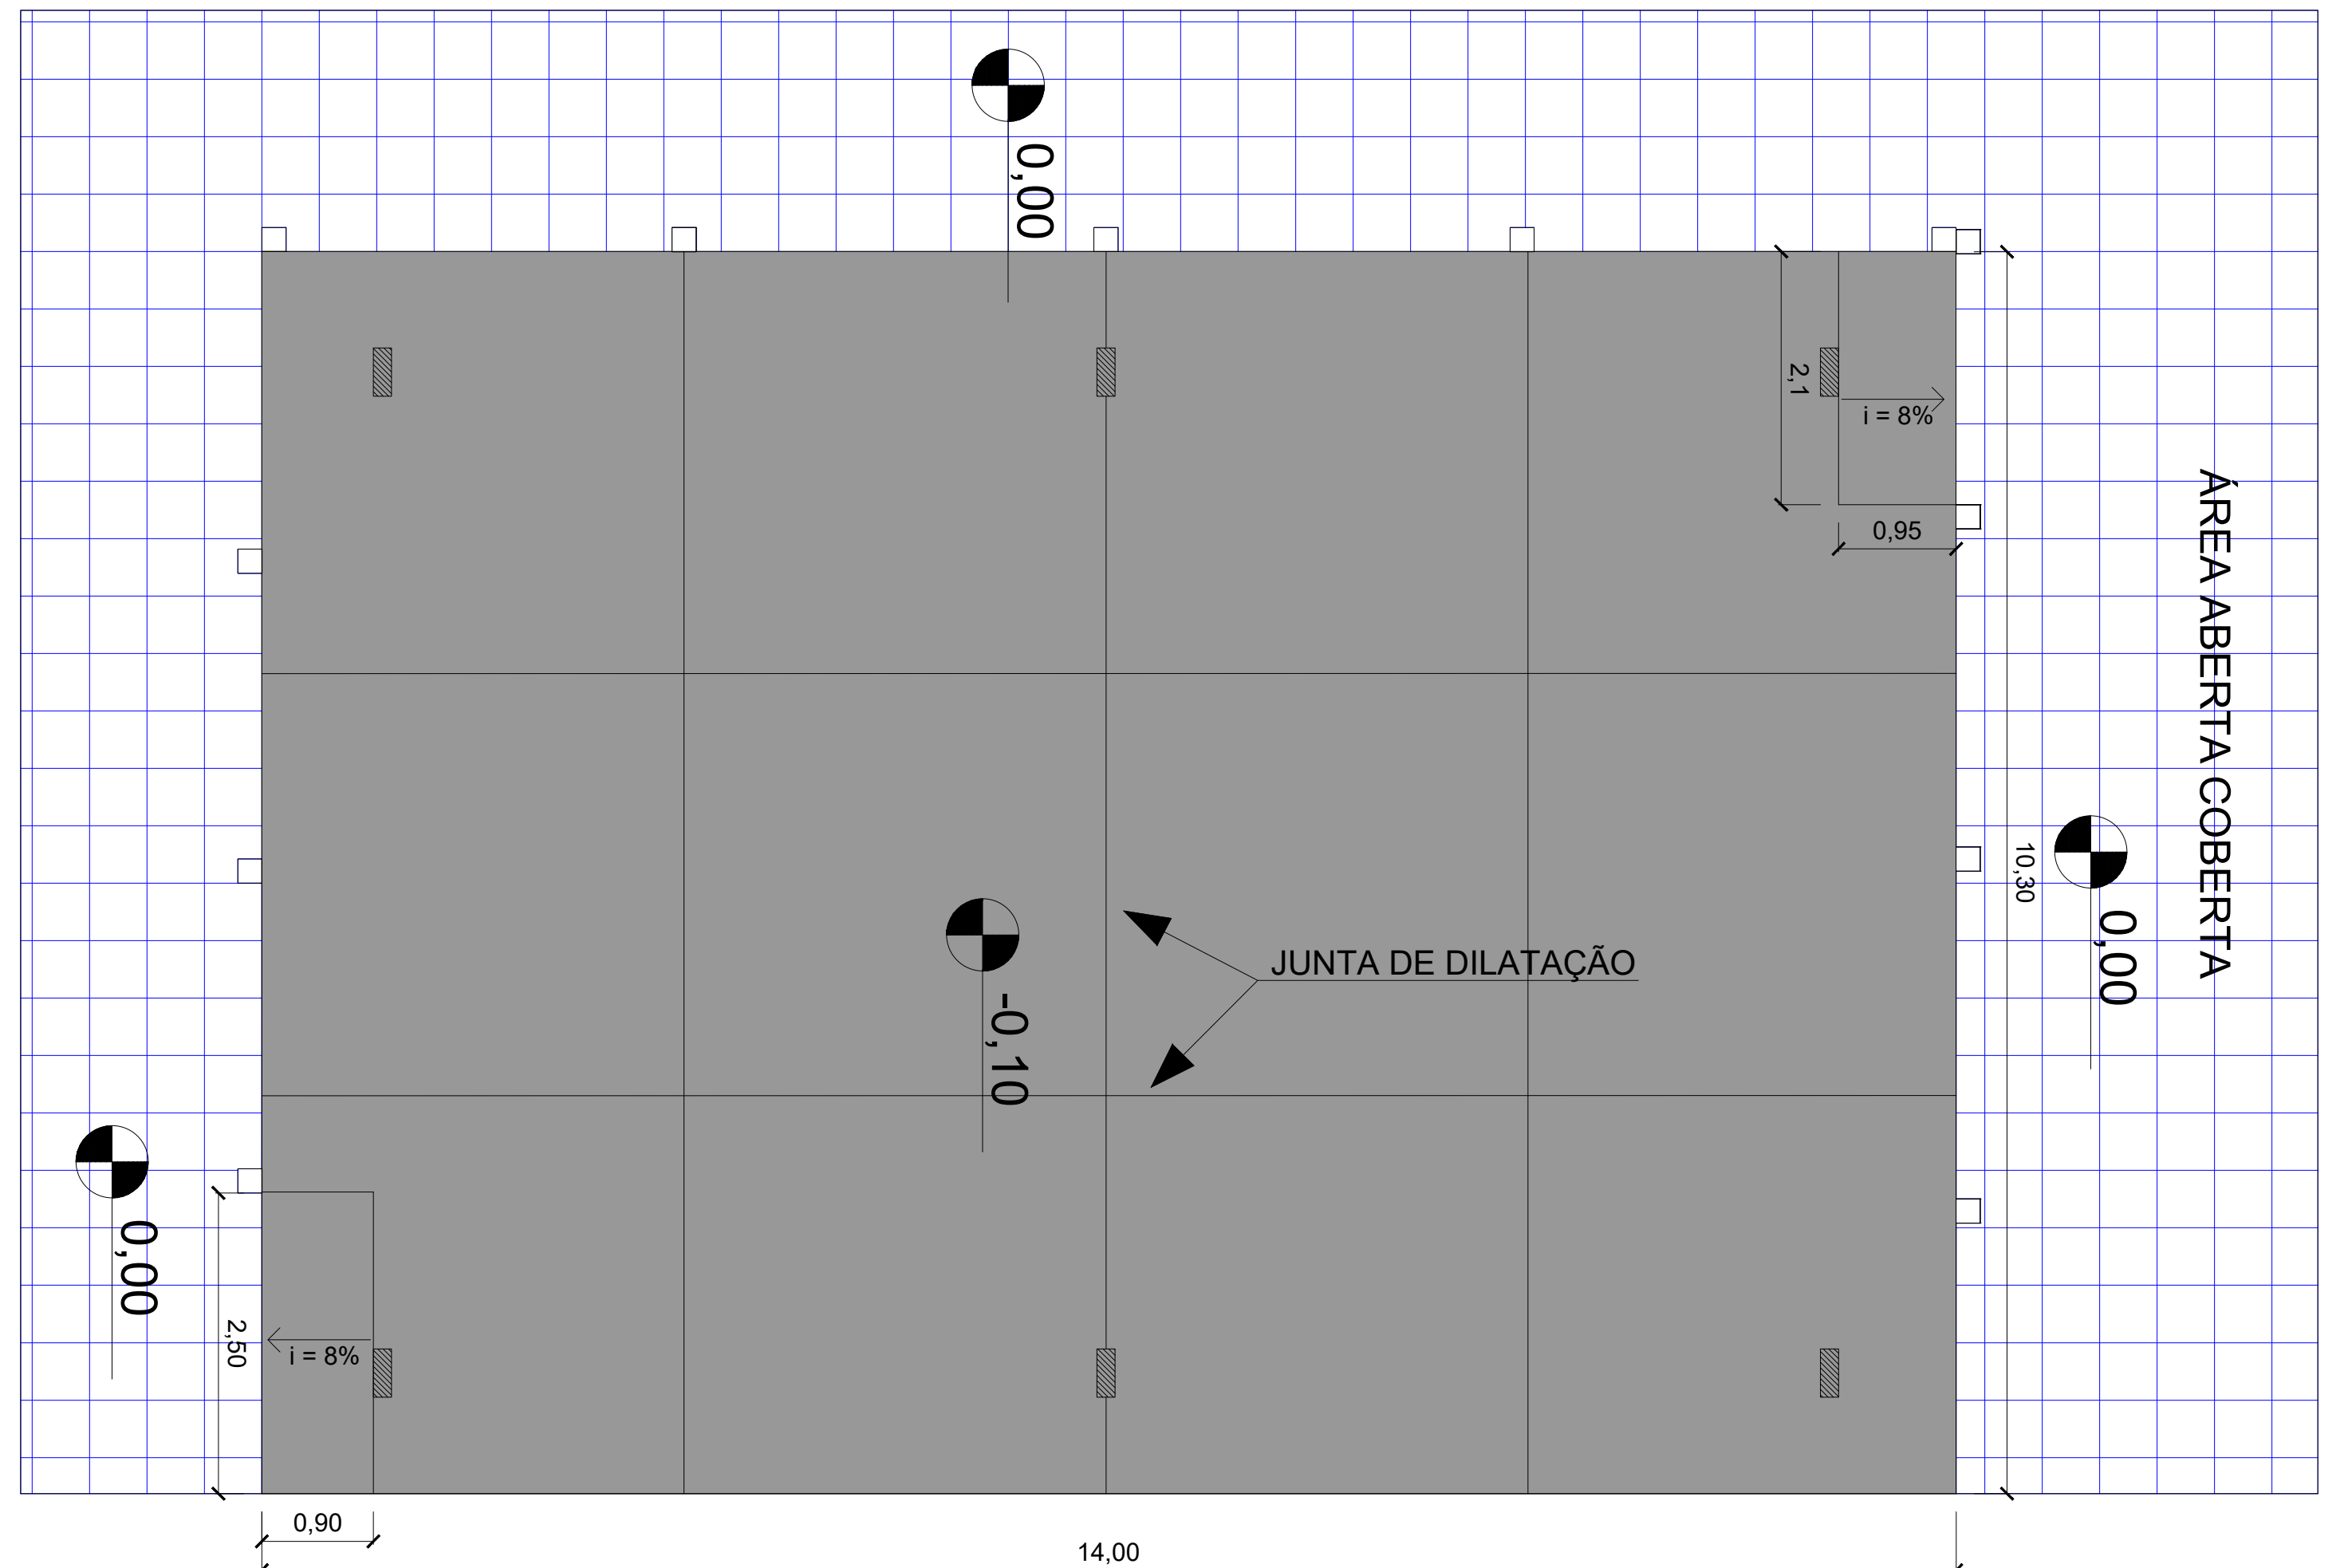 0,00
2,1
i = 8%
0,95
ÁREA ABERTA COBERTA
10,30
0,00
JUNTA DE DILATAÇÃO
-0,10
0,00
2,50
i = 8%
0,90
14,00